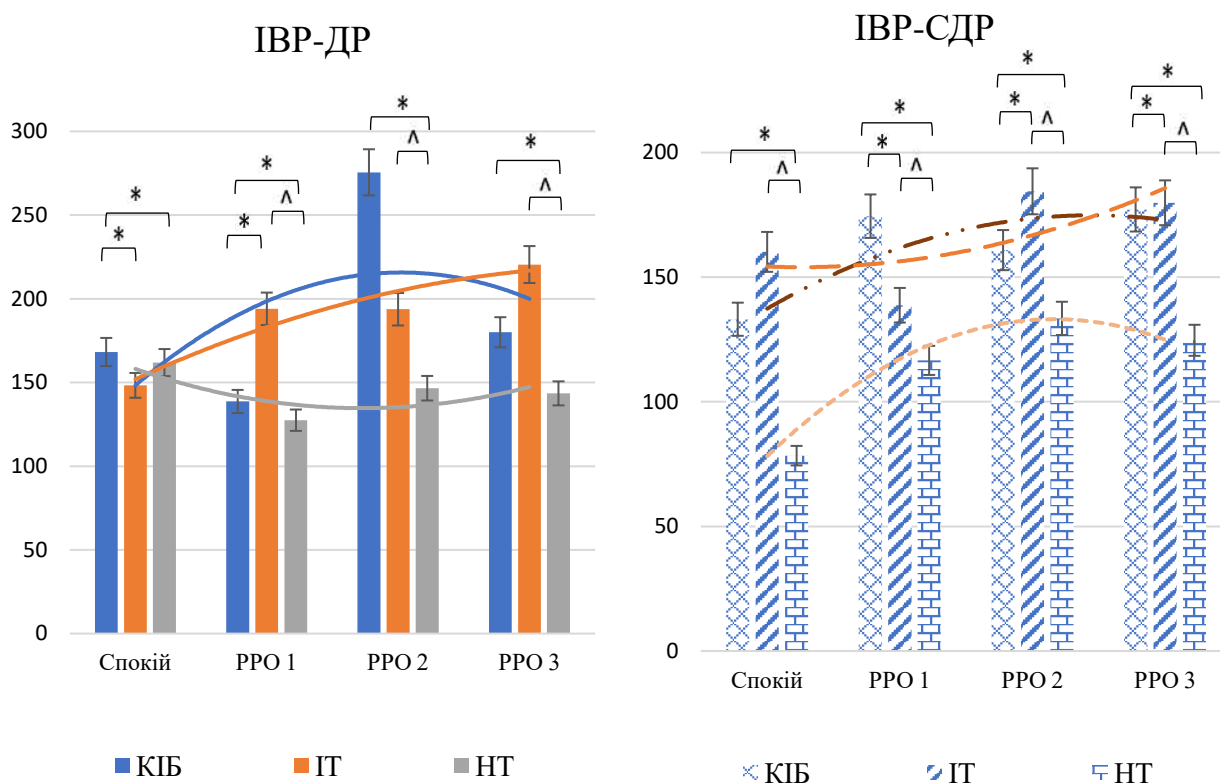 ІВР-ДР
*
*
*
*
*
^
*
^
*
^
300
250
200
150
100
50
0
Спокій
РРО 1
РРО 2
РРО 3
КІБ
ІТ
НТ
ІВР-СДР
*
^
*
*
^
*
*
^
*
*
^
200
150
100
50
0
Спокій
РРО 1
РРО 2
РРО 3
КІБ
ІТ
НТ